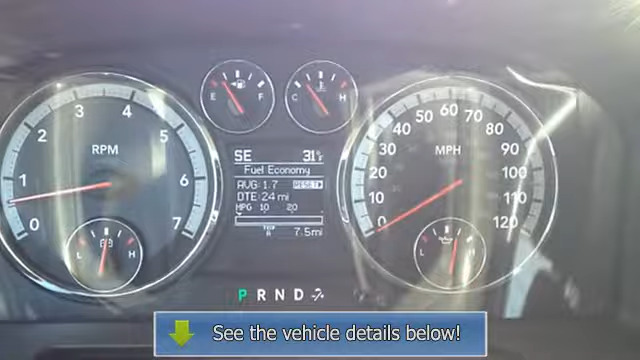 3 4
2 5
RPM
1 6
0 7
L H
E F
C H
SE 31°F
Fuel Economy
AVG:1.7 RESET
DTE:24 mi
MPG 10 20
TRIP
A 7.5mi
50 60 70
40 80
30 MPH 90
20 100
10 110
0 120
L H
P R N D
See the vehicle details below!